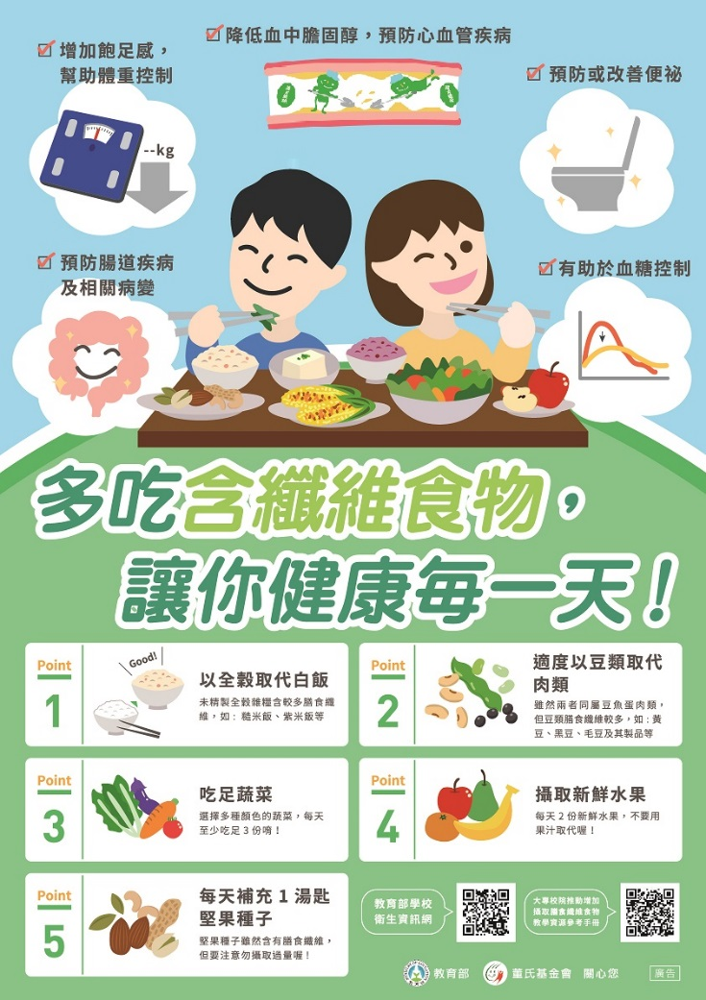 增加飽足感，
幫助體重控制
降低血中膽固醇，預防心血管疾病
預防或改善便祕
--kg
預防腸道疾病
及相關病變
有助於血糖控制
多吃含纖維食物，
讓你健康每一天！
Point
1
Good!
以全穀取代白飯
未精製全穀雜糧含較多膳食纖
維，如：糙米飯、紫米飯等
Point
2
適度以豆類取代
肉類
雖然兩者同屬豆魚蛋肉類，
但豆類膳食纖維較多，如：黃
豆、黑豆、毛豆及其製品等
Point
3
吃足蔬菜
選擇多種顏色的蔬菜，每天
至少吃足3份唷！
Point
4
攝取新鮮水果
每天2份新鮮水果，不要用
果汁取代喔！
Point
5
每天補充1湯匙
堅果種子
堅果種子雖然含有膳食纖維，
但要注意勿攝取過量喔！
教育部學校
衛生資訊網
大專校院推動增加
攝取膳食纖維食物
教學資源參考手冊
教育部
董氏基金會 關心您
廣告